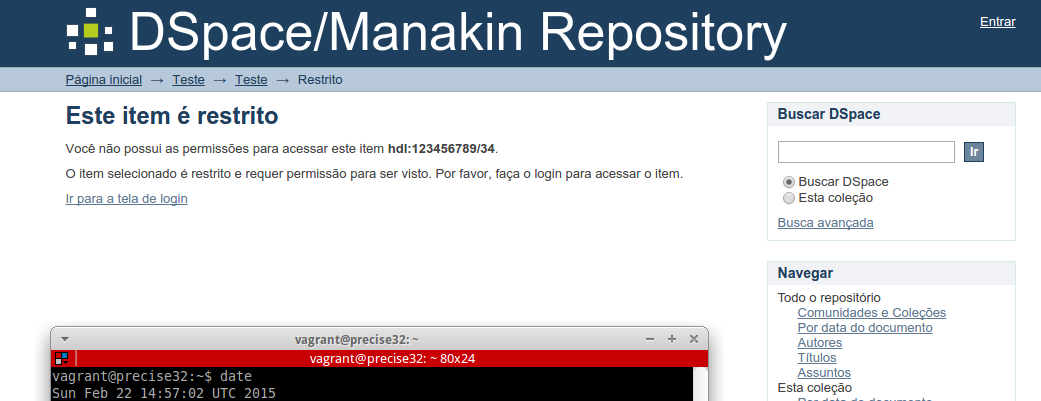 DSpace/Manakin Repository
Entrar
Página inicial → Teste → Teste → Restrito
Este item é restrito
Você não possui as permissões para acessar este item hdl:123456789/34.
O item selecionado é restrito e requer permissão para ser visto. Por favor, faça o login para acessar o item.
Ir para a tela de login
Buscar DSpace
Ir
Buscar DSpace
Esta coleção
Busca avançada
Navegar
Todo o repositório
Comunidades e Coleções
Por data do documento
Autores
Títulos
Assuntos
Esta coleção
Por data do documento
vagrant@precise32: ~
vagrant@precise32: ~ 80x24
vagrant@precise32:~$ date
Sun Feb 22 14:57:02 UTC 2015